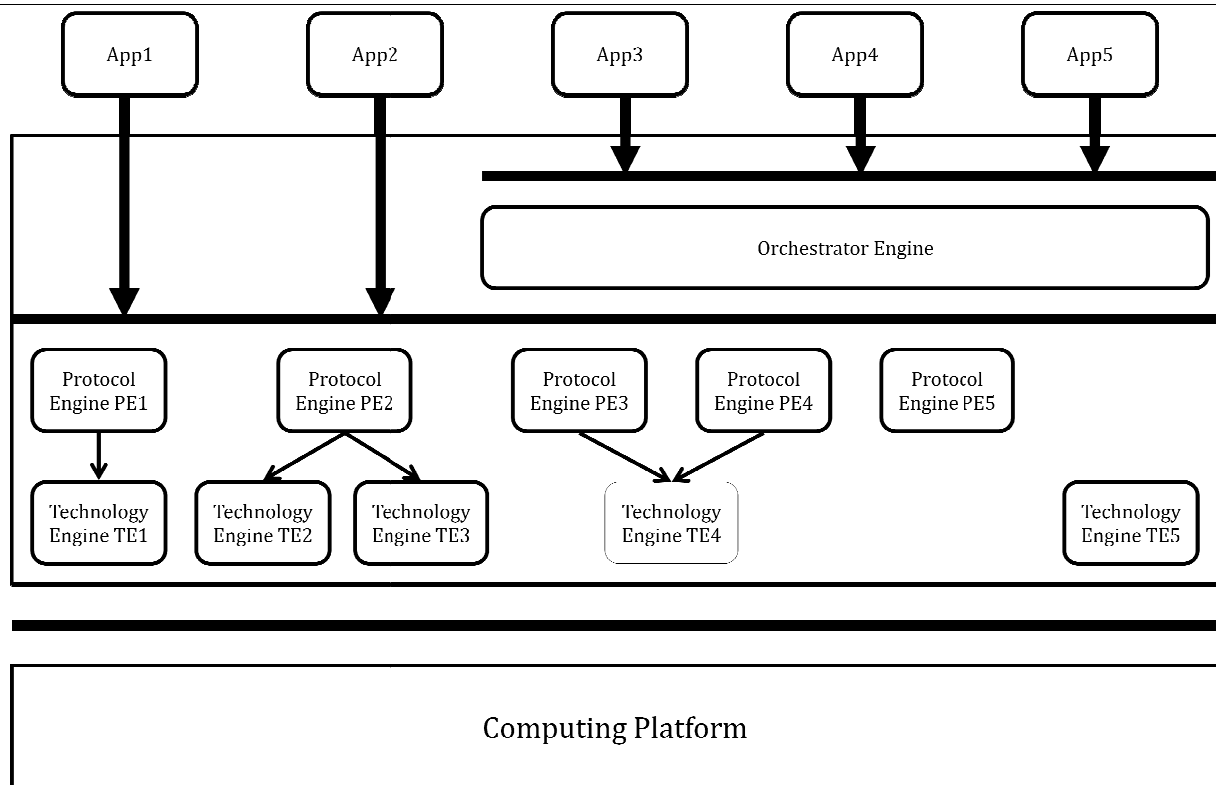 App1
App2
App3
App4
App5
Orchestrator Engine
Protocol
Engine PE1
Protocol
Engine PE2
Protocol
Engine PE3
Protocol
Engine PE4
Protocol
Engine PE5
Technology
Engine TE1
Technology
Engine TE2
Technology
Engine TE3
Technology
Engine TE4
Technology
Engine TE5
Computing Platform